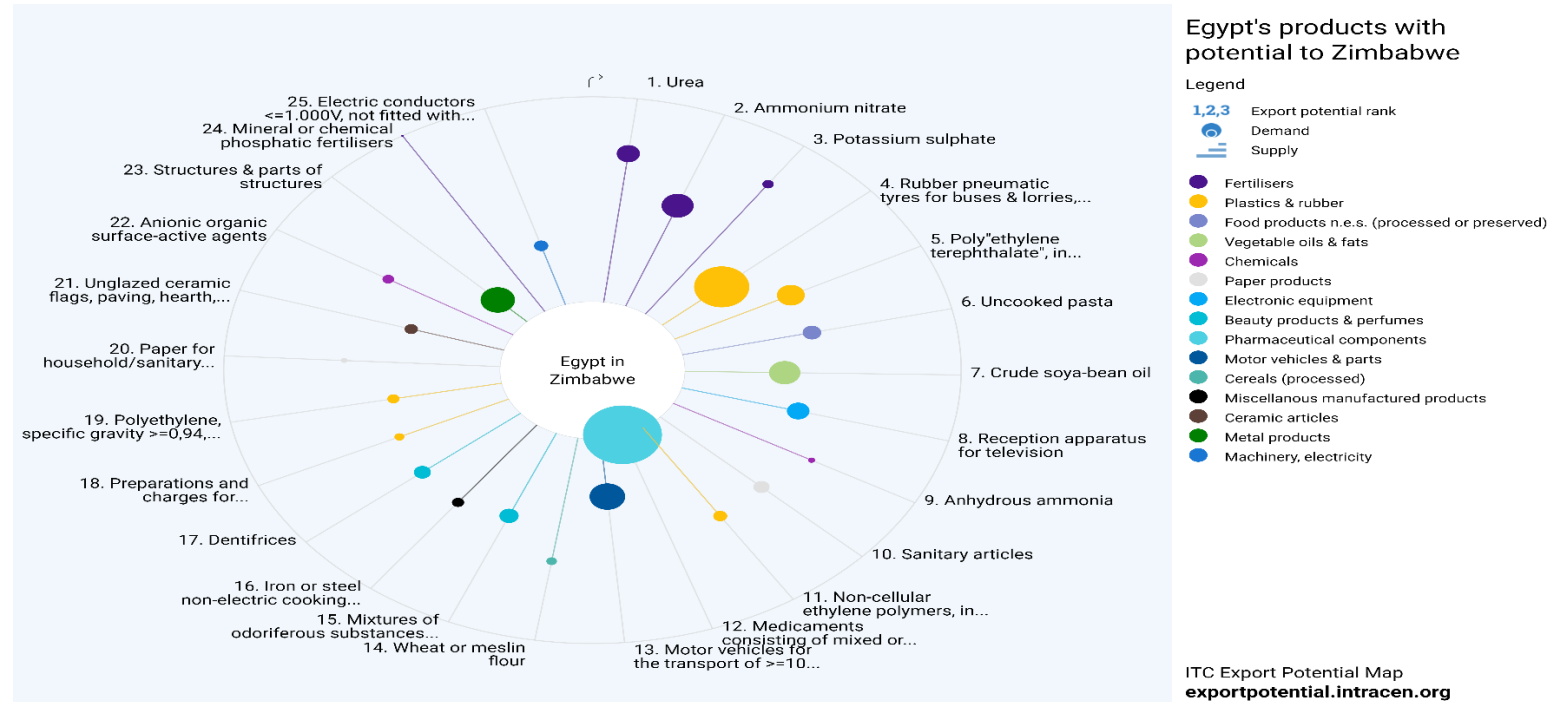 Egypt's products with
potential to Zimbabwe
Legend
1,2,3 Export potential rank
Demand
Supply
Fertilisers
Plastics & rubber
Food products n.e.s. (processed or preserved)
Vegetable oils & fats
Chemicals
Paper products
Electronic equipment
Beauty products & perfumes
Pharmaceutical components
Motor vehicles & parts
Cereals (processed)
Miscellanous manufactured products
Ceramic articles
Metal products
Machinery, electricity
1. Urea
2. Ammonium nitrate
3. Potassium sulphate
4. Rubber pneumatic
tyres for buses & lorries,...
5. Poly"ethylene
terephthalate", in...
6. Uncooked pasta
7. Crude soya-bean oil
8. Reception apparatus
for television
9. Anhydrous ammonia
10. Sanitary articles
11. Non-cellular
ethylene polymers, in...
12. Medicaments
consisting of mixed or...
13. Motor vehicles for
the transport of >=10...
14. Wheat or meslin
flour
15. Mixtures of
odoriferous substances...
16. Iron or steel
non-electric cooking...
17. Dentifrices
18. Preparations and
charges for...
19. Polyethylene,
specific gravity >=0,94,...
20. Paper for
household/sanitary...
21. Unglazed ceramic
flags, paving, hearth,...
22. Anionic organic
surface-active agents
23. Structures & parts of
structures
24. Mineral or chemical
phosphatic fertilisers
25. Electric conductors
<=1.000V, not fitted with...
Egypt in
Zimbabwe
ITC Export Potential Map
exportpotential.intracen.org